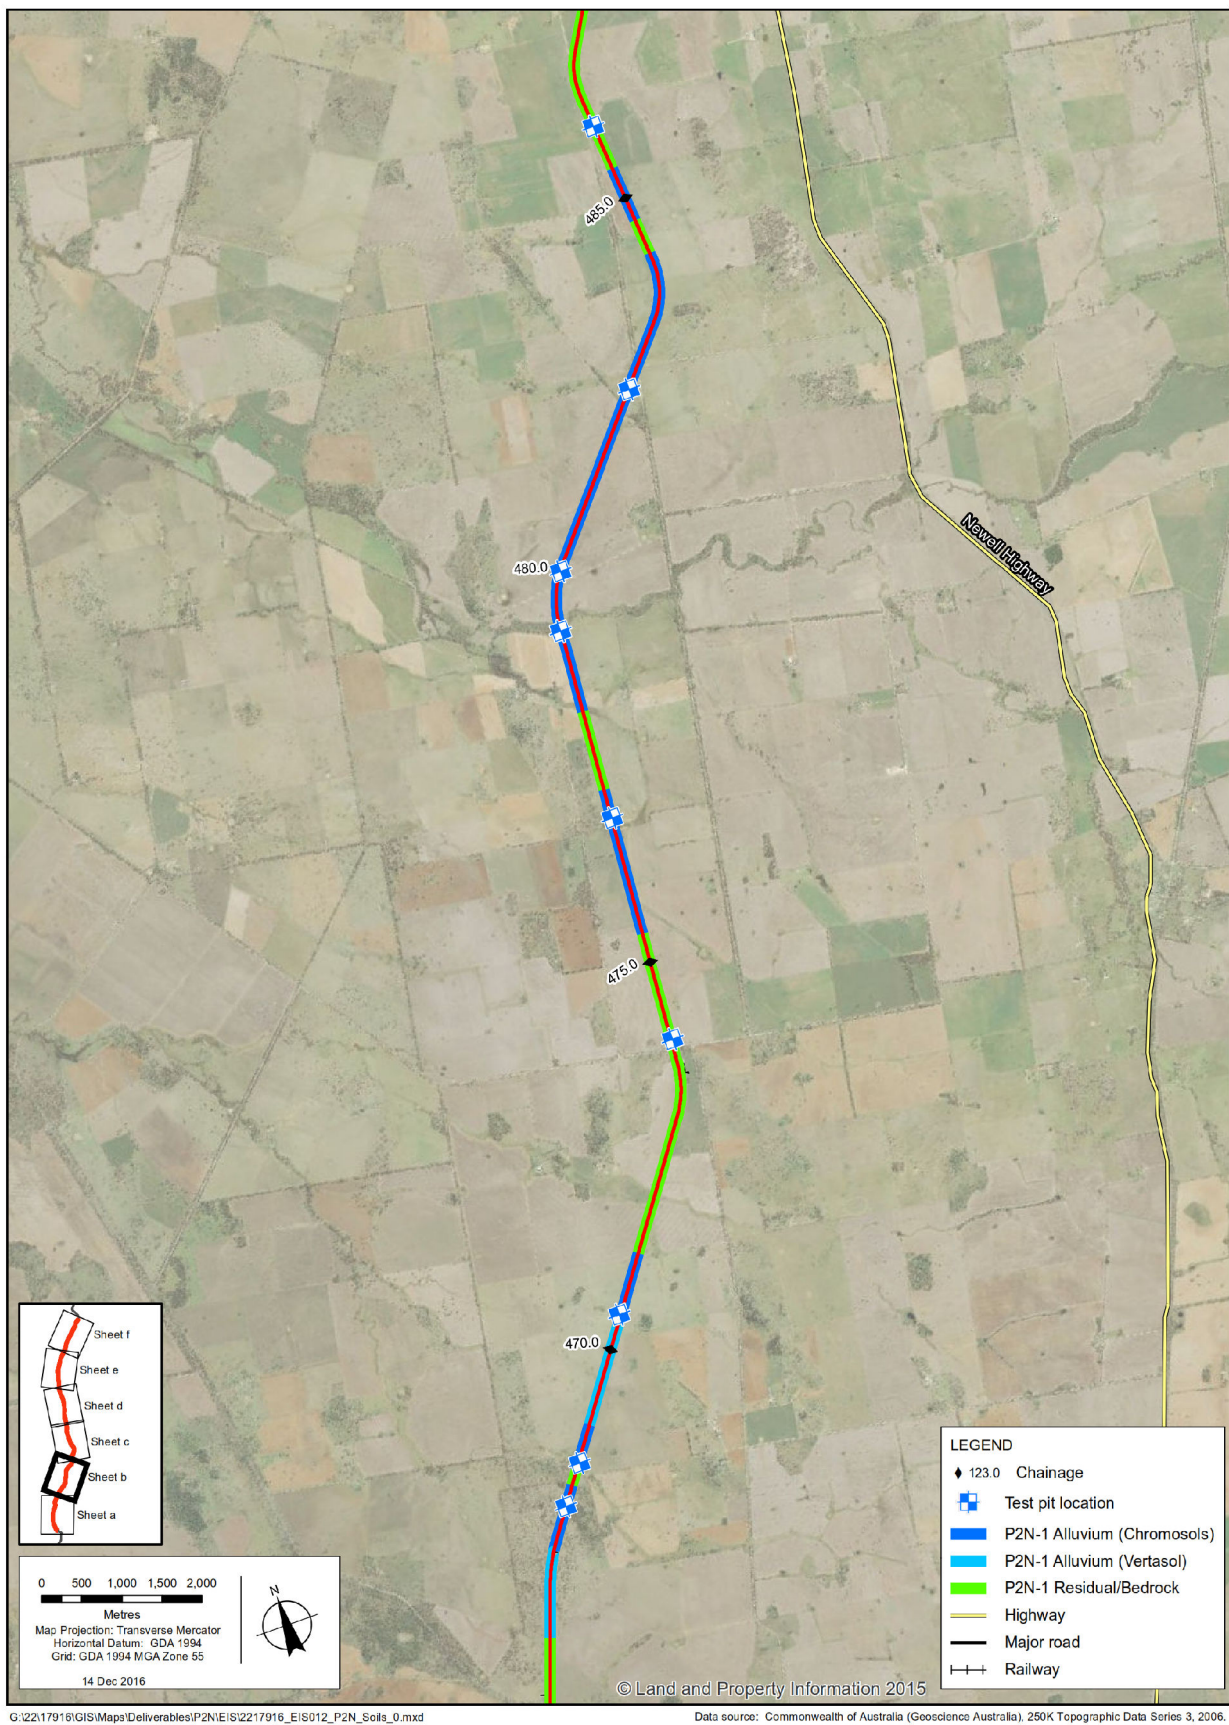 485.0
Newell Highway
480.0
475.0
470.0
Sheet f
Sheet e
Sheet d
Sheet c
Sheet b
Sheet a
LEGEND
123.0 Chainage
Test pit location
P2N-1 Alluvium (Chromosols)
P2N-1 Alluvium (Vertasol)
P2N-1 Residual/Bedrock
Highway
Major road
Railway
0 500 1,000 1,500 2,000
Metres
Map Projection: Transverse Mercator
Horizontal Datum: GDA 1994
Grid: GDA 1994 MGA Zone 55
14 Dec 2016
N
© Land and Property Information 2015
G:\22\17916\GIS\Maps\Deliverables\P2N\EIS\2217916_EIS012_P2N_Soils_0.mxd
Data source: Commonwealth of Australia (Geoscience Australia), 250K Topographic Data Series 3, 2006.